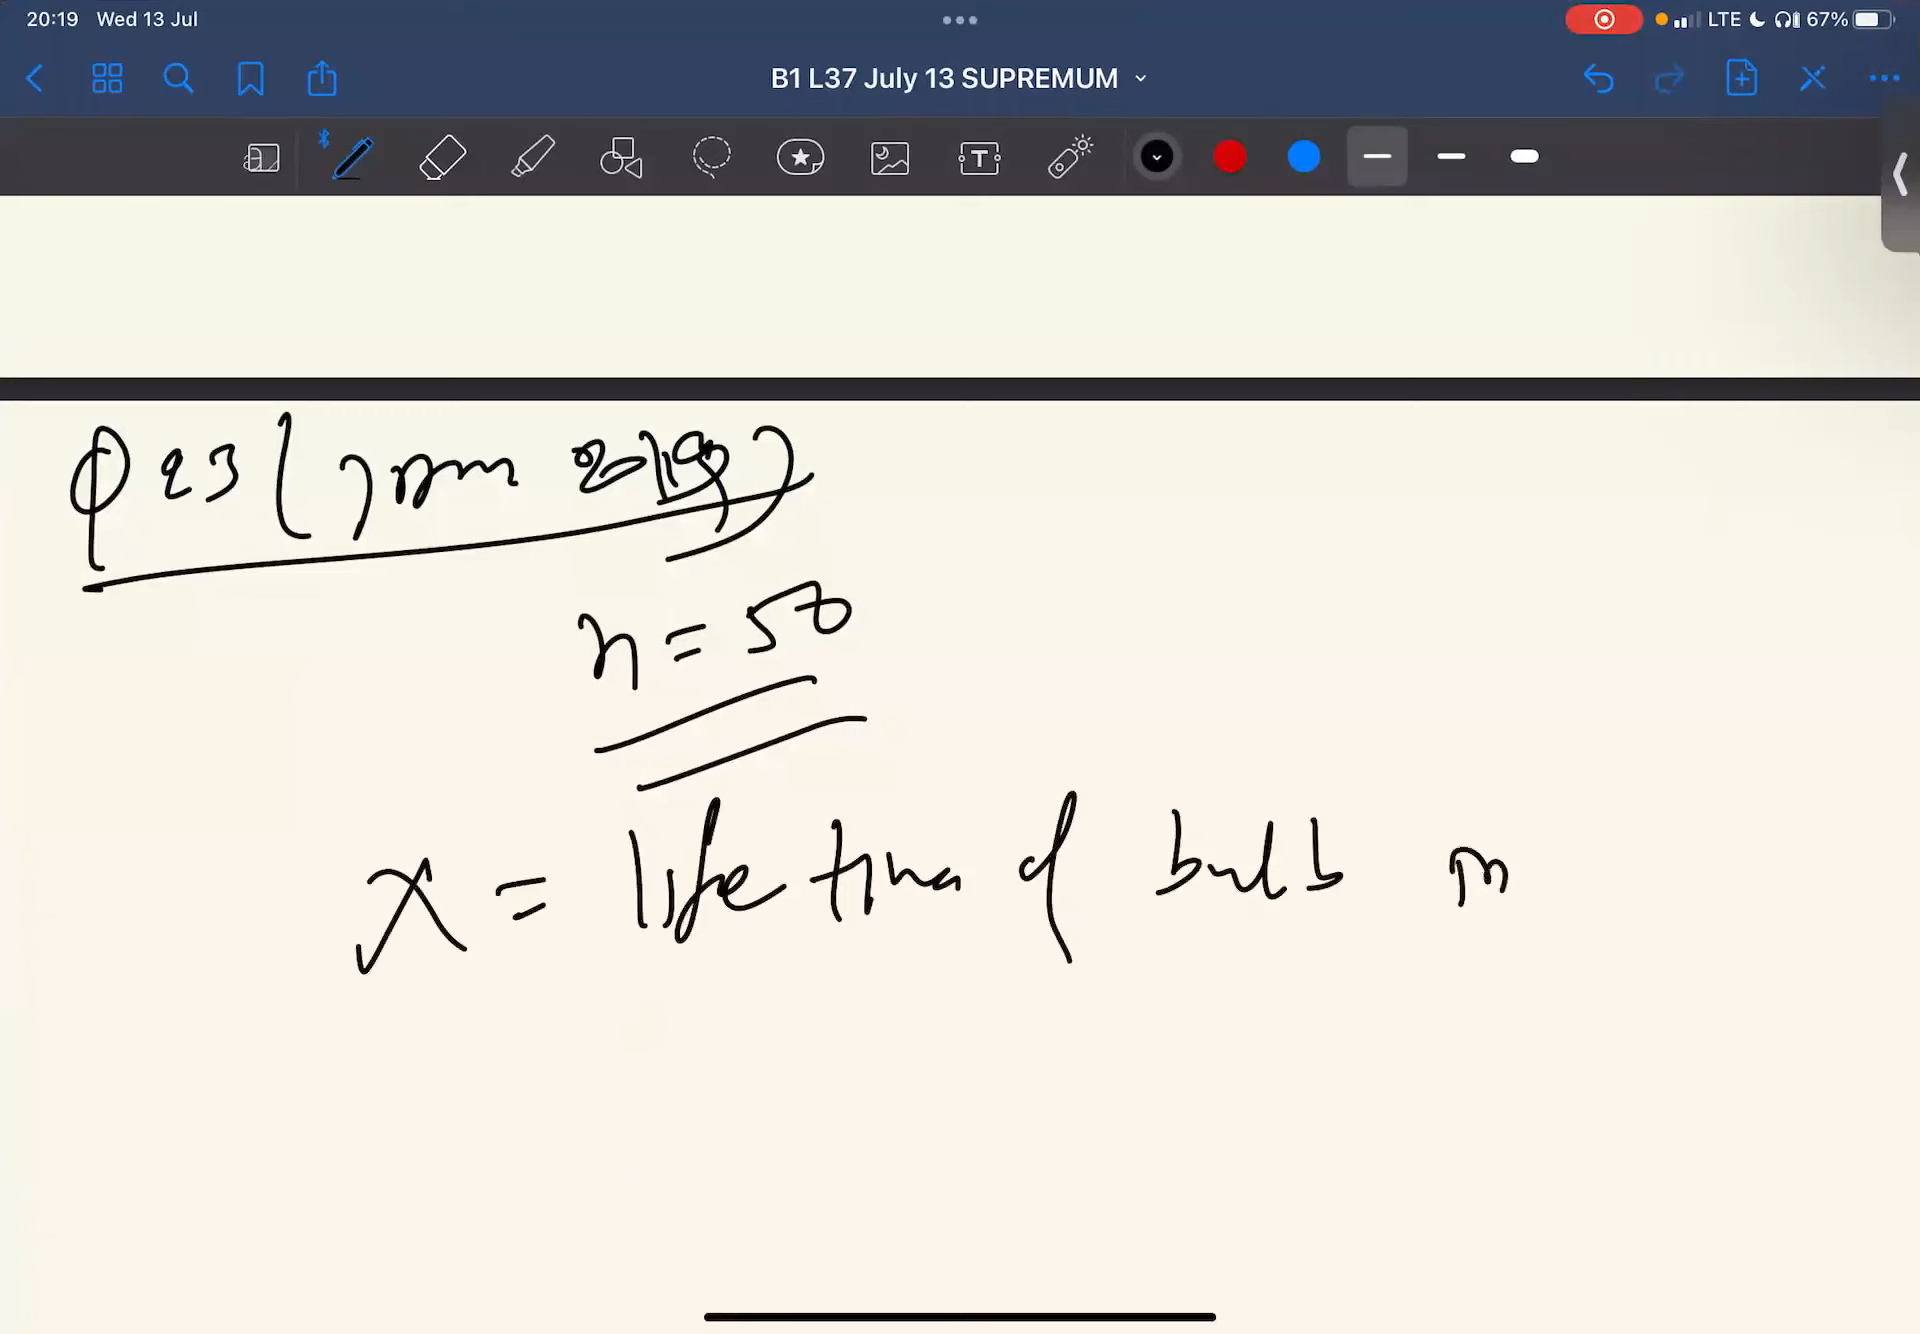 20:19 Wed 13 Jul
LTE 67%
B1 L37 July 13 SUPREMUM
Q 23 (Jam 2019)
n = 50
X = life time of bulb in